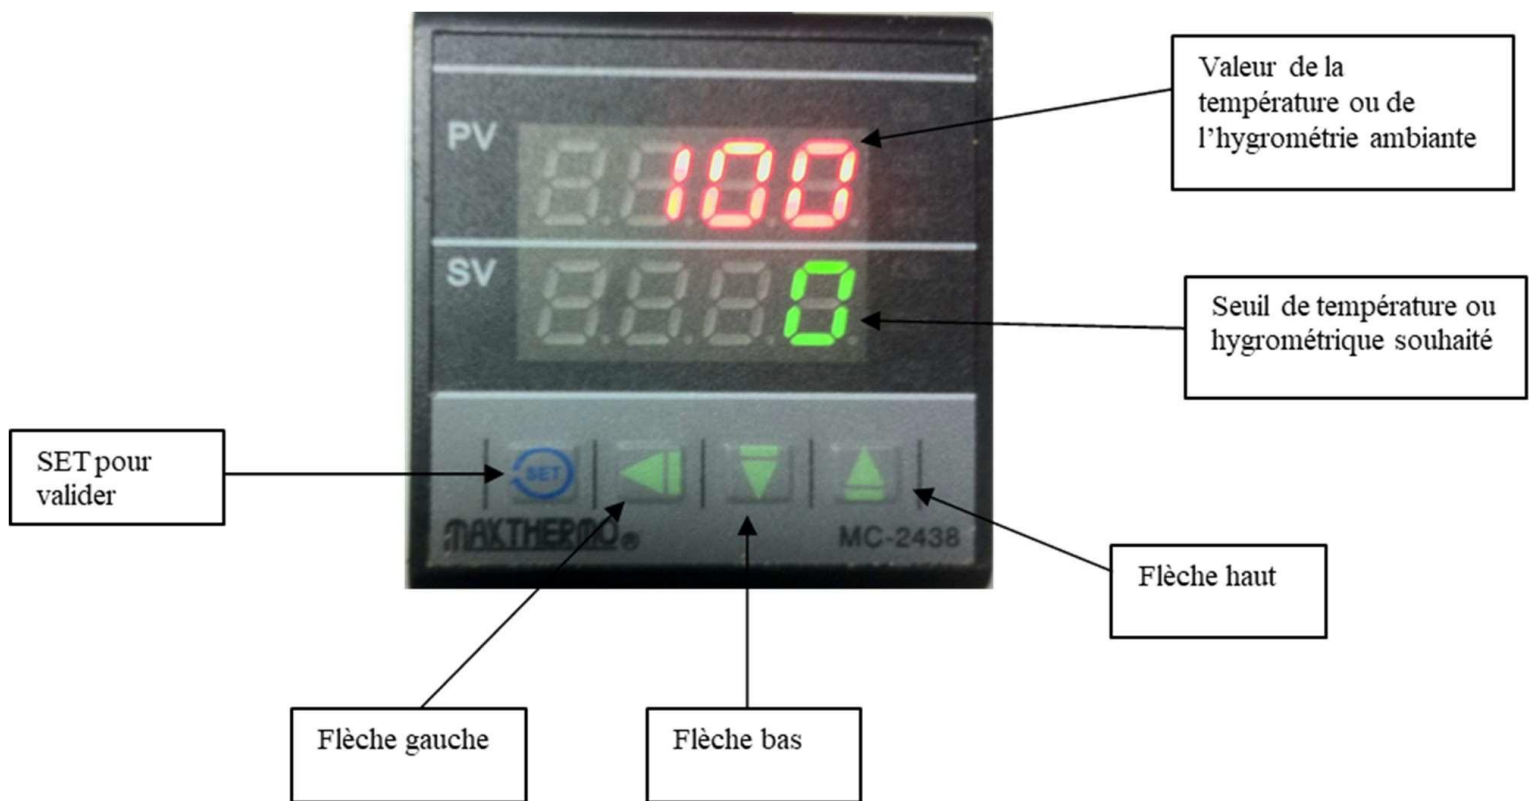 Valeur de la
température ou de
l’hygrométrie ambiante
PV
100
SV
0
Seuil de température ou
hygrométrique souhaité
SET pour
valider
SET
MAXTHERMO®
MC-2438
Flèche haut
Flèche gauche
Flèche bas